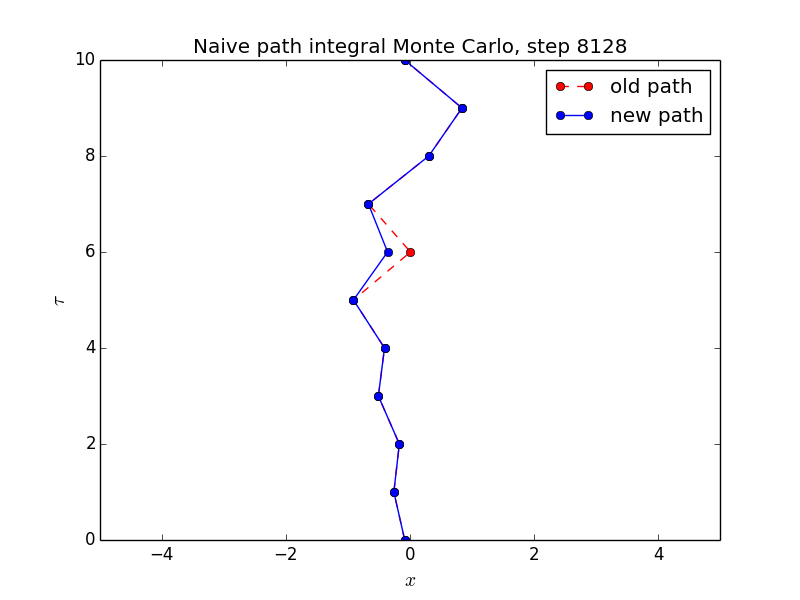 Naive path integral Monte Carlo, step 8128
old path
new path
10
8
6
4
2
0
τ
−4 −2 0 2 4
x